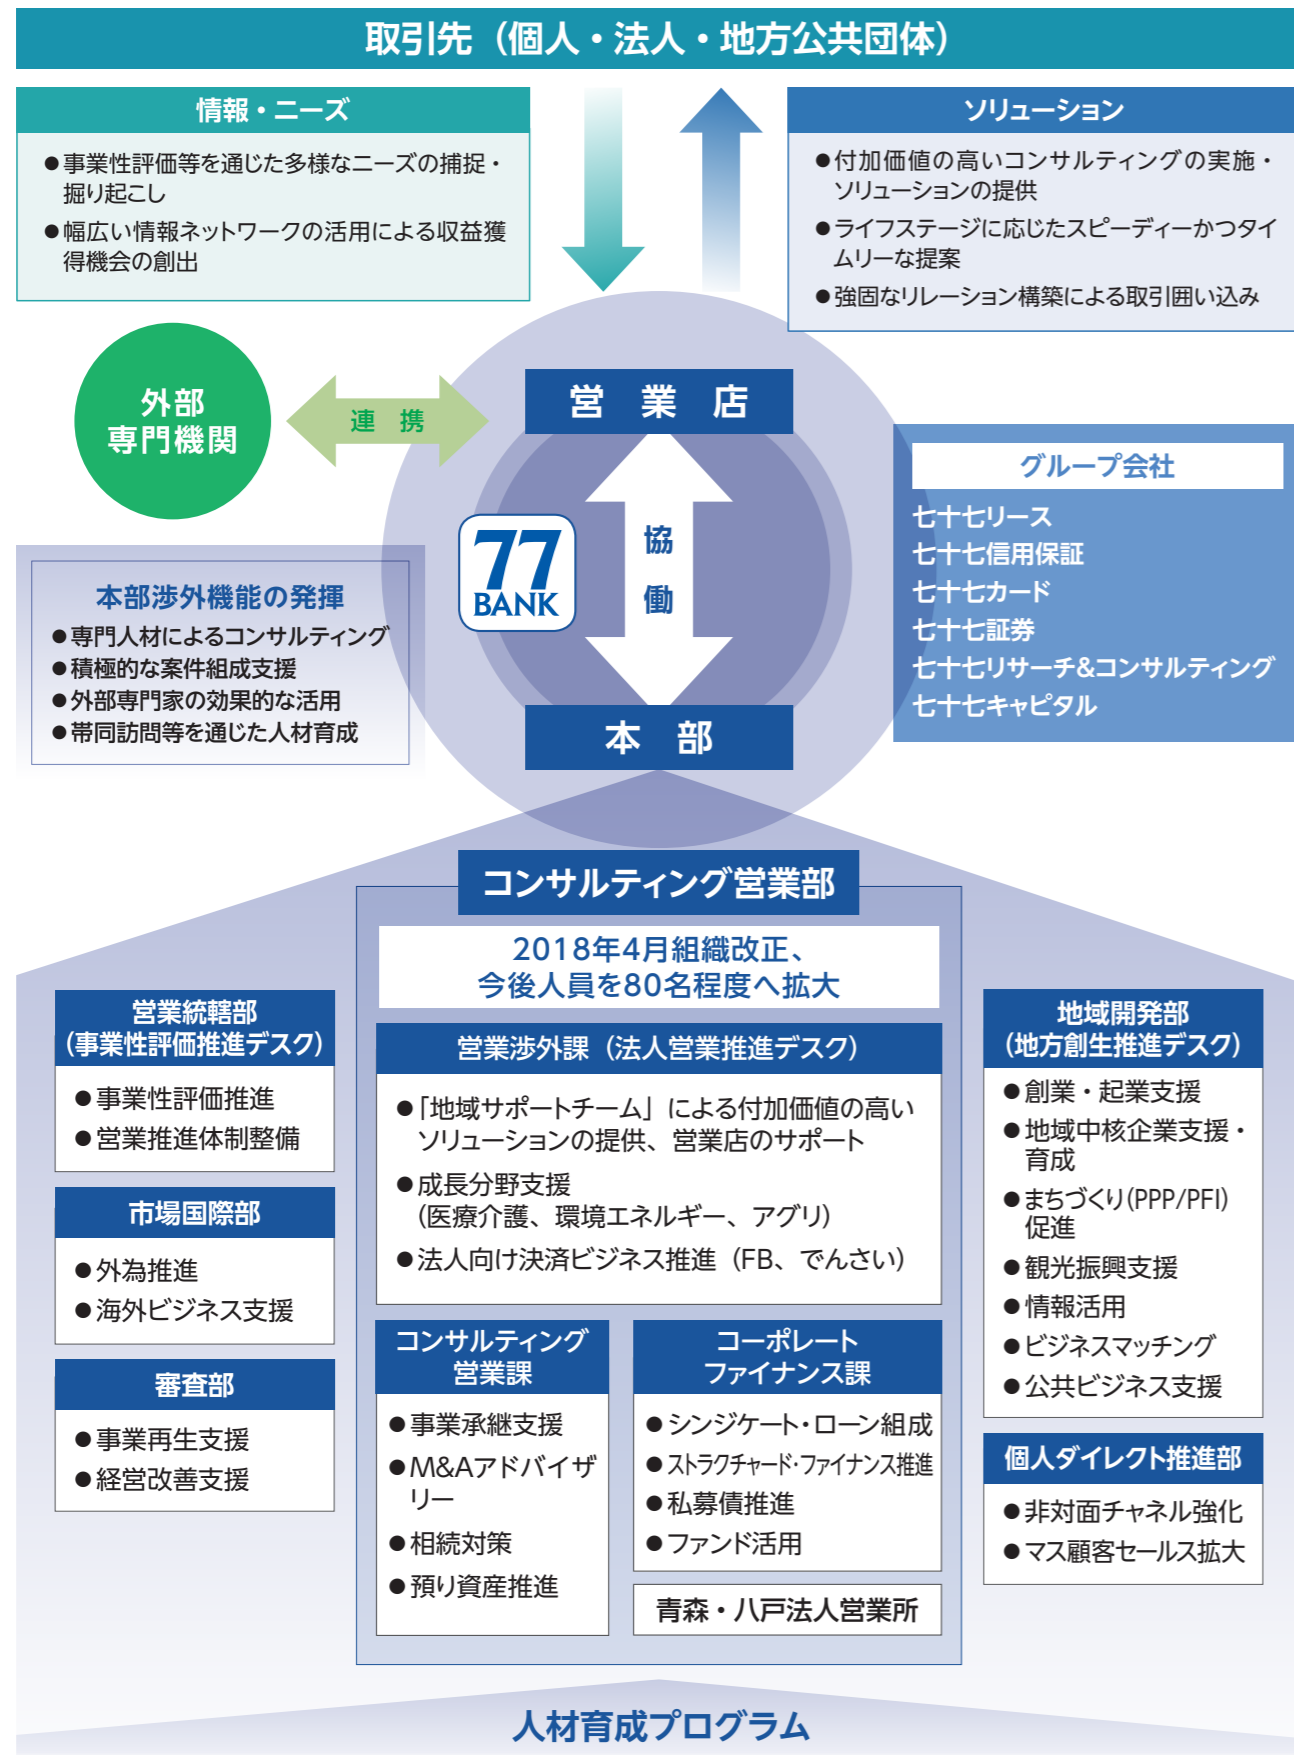 取引先（個人・法人・地方公共団体）
情報・ニーズ
●事業性評価等を通じた多様なニーズの捕捉・
掘り起こし
●幅広い情報ネットワークの活用による収益獲
得機会の創出
ソリューション
●付加価値の高いコンサルティングの実施・
ソリューションの提供
●ライフステージに応じたスピーディーかつタイ
ムリーな提案
●強固なリレーション構築による取引囲い込み
外部
専門機関
連 携
営 業 店
協
働
77
BANK
本 部
グループ会社
七十七リース
七十七信用保証
七十七カード
七十七証券
七十七リサーチ&コンサルティング
七十七キャピタル
本部渉外機能の発揮
●専門人材によるコンサルティング
●積極的な案件組成支援
●外部専門家の効果的な活用
●帯同訪問等を通じた人材育成
コンサルティング営業部
2018年4月組織改正、
今後人員を80名程度へ拡大
営業統轄部
（事業性評価推進デスク）
●事業性評価推進
●営業推進体制整備
市場国際部
●外為推進
●海外ビジネス支援
審査部
●事業再生支援
●経営改善支援
営業渉外課（法人営業推進デスク）
●「地域サポートチーム」による付加価値の高い
ソリューションの提供、営業店のサポート
●成長分野支援
（医療介護、環境エネルギー、アグリ）
●法人向け決済ビジネス推進（FB、でんさい）
コンサルティング
営業課
●事業承継支援
●M&Aアドバイザ
リー
●相続対策
●預り資産推進
コーポレート
ファイナンス課
●シンジケート・ローン組成
●ストラクチャード・ファイナンス推進
●私募債推進
●ファンド活用
青森・八戸法人営業所
地域開発部
（地方創生推進デスク）
●創業・起業支援
●地域中核企業支援・
育成
●まちづくり(PPP/PFI)
促進
●観光振興支援
●情報活用
●ビジネスマッチング
●公共ビジネス支援
個人ダイレクト推進部
●非対面チャネル強化
●マス顧客セールス拡大
人材育成プログラム